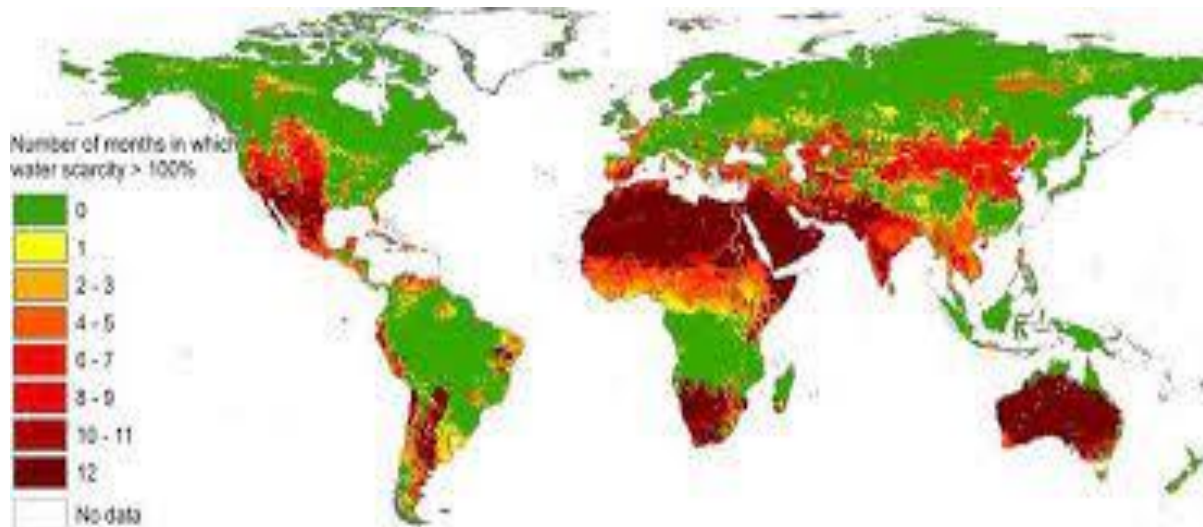 Number of months in which
water scarcity > 100%
0
1
2 - 3
4 - 5
6 - 7
8 - 9
10 - 11
12
No data